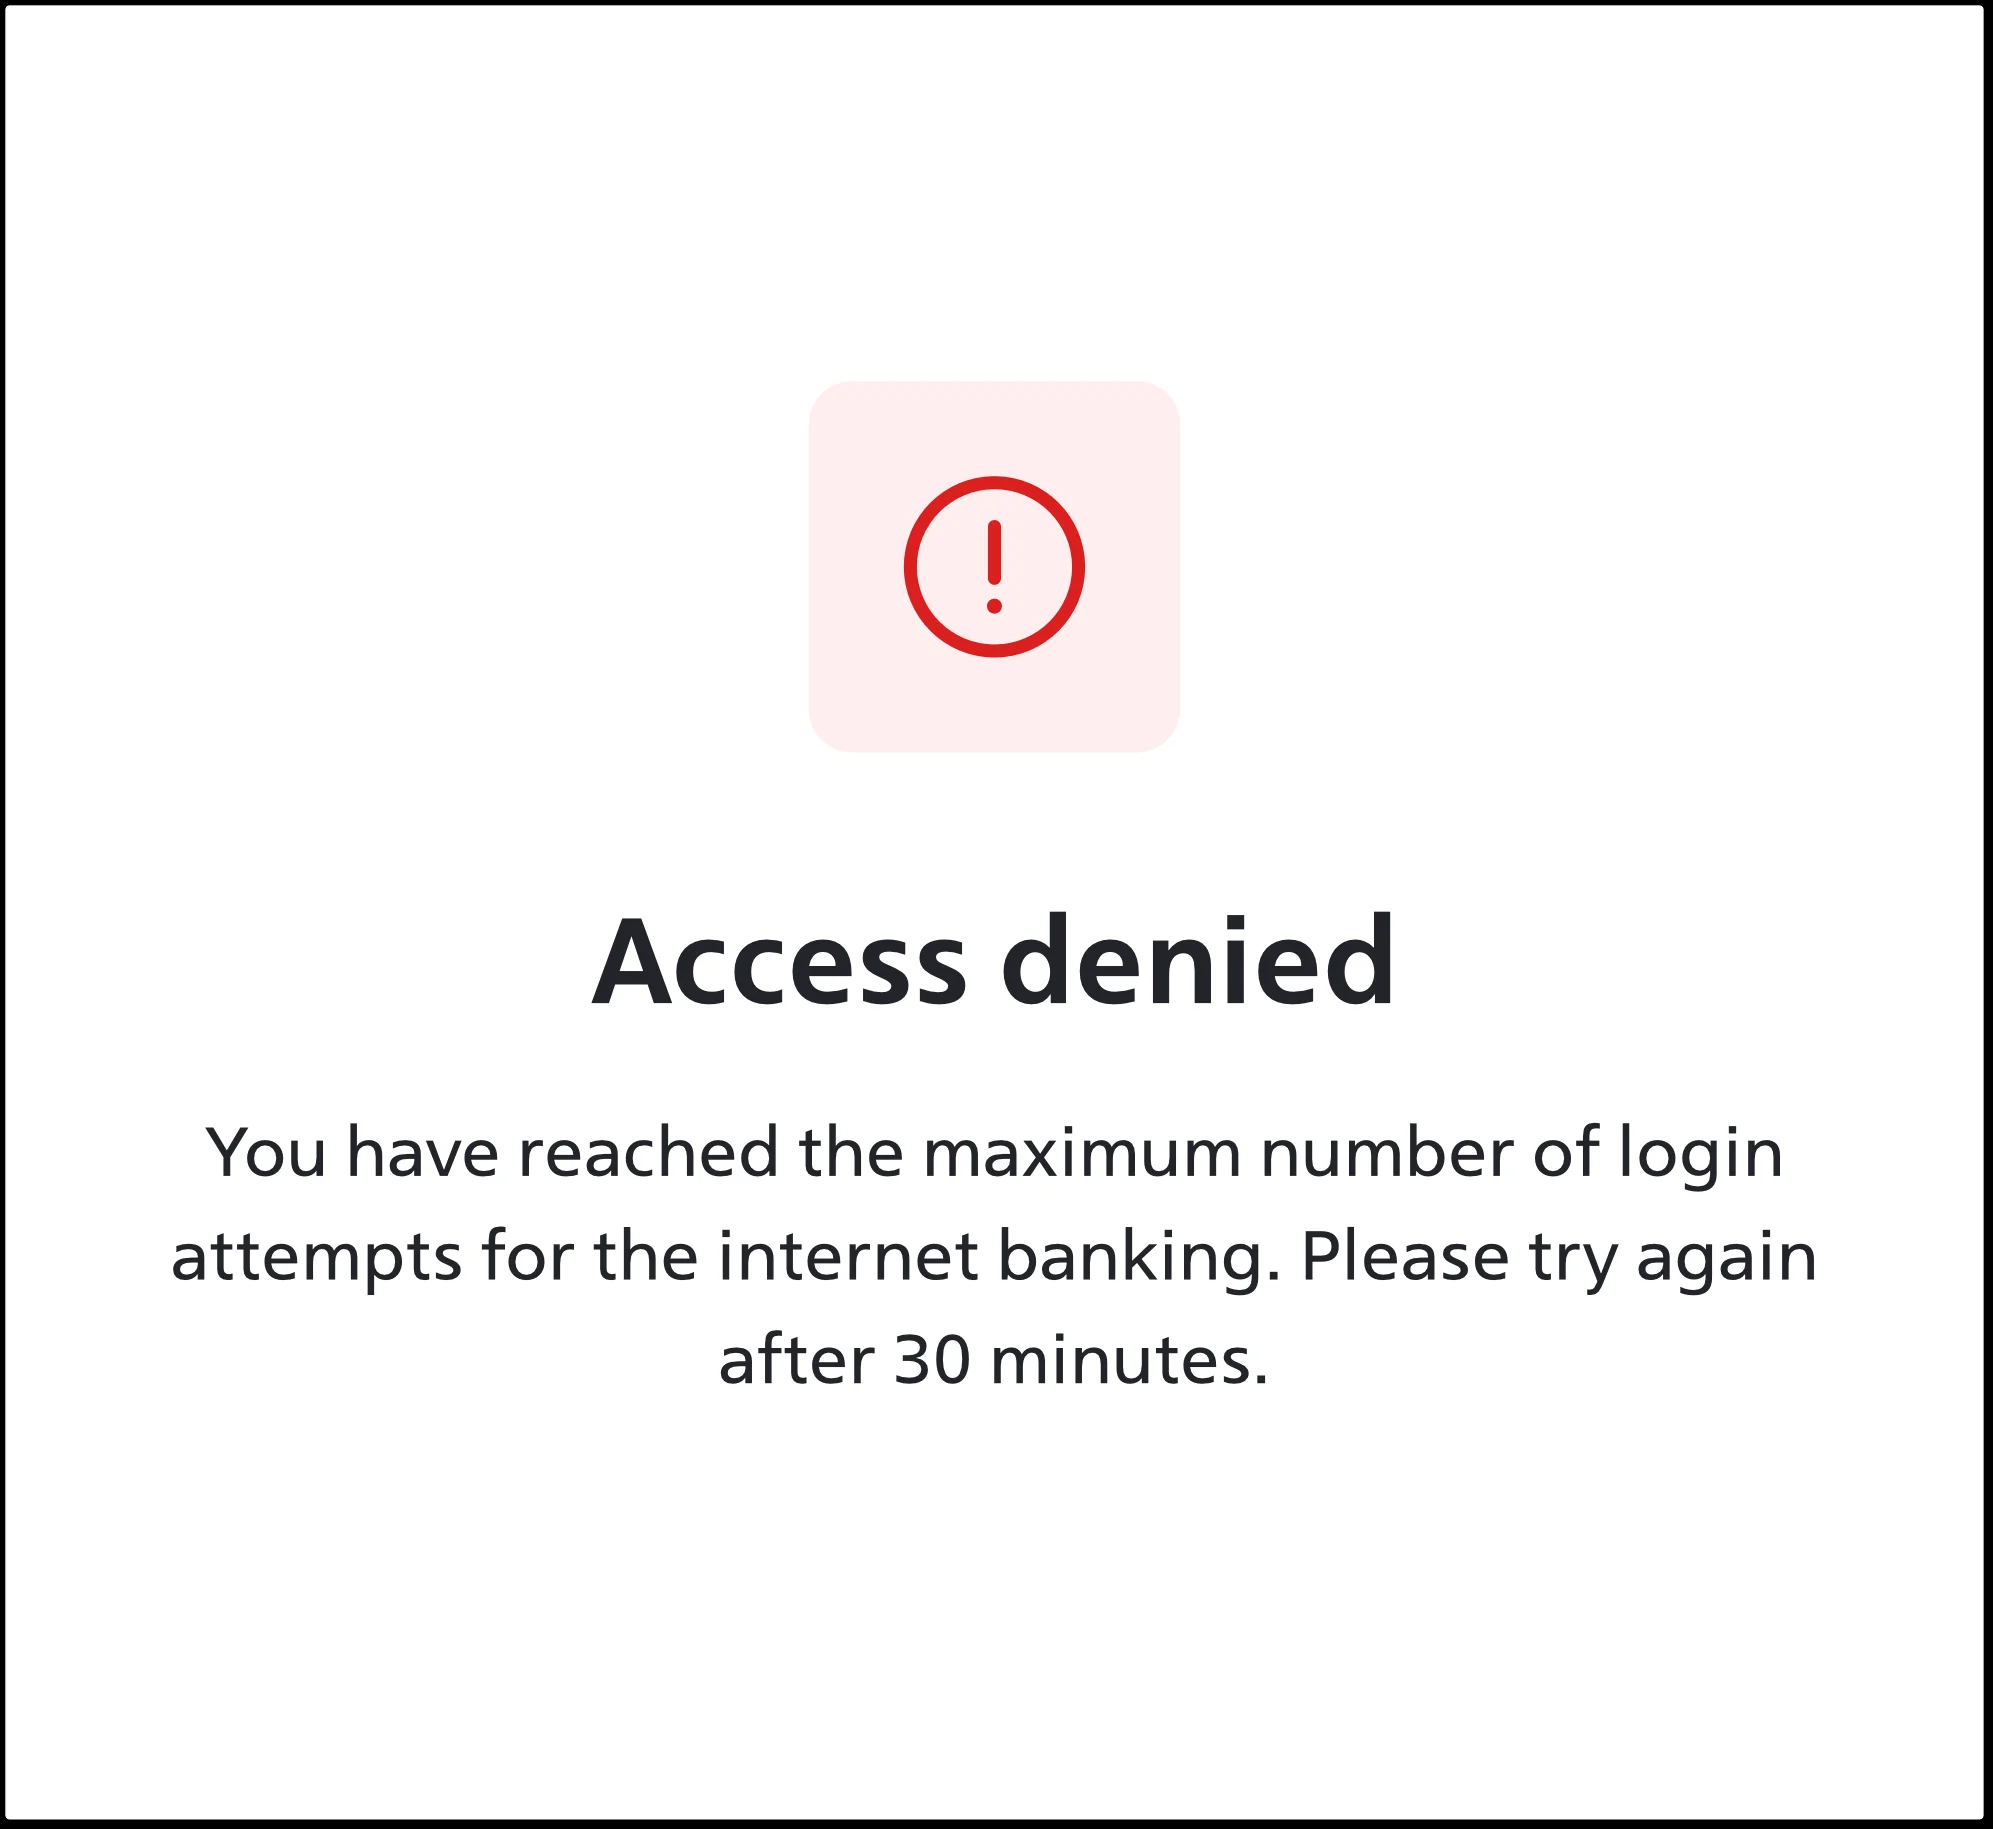 Access denied
You have reached the maximum number of login
attempts for the internet banking. Please try again
after 30 minutes.